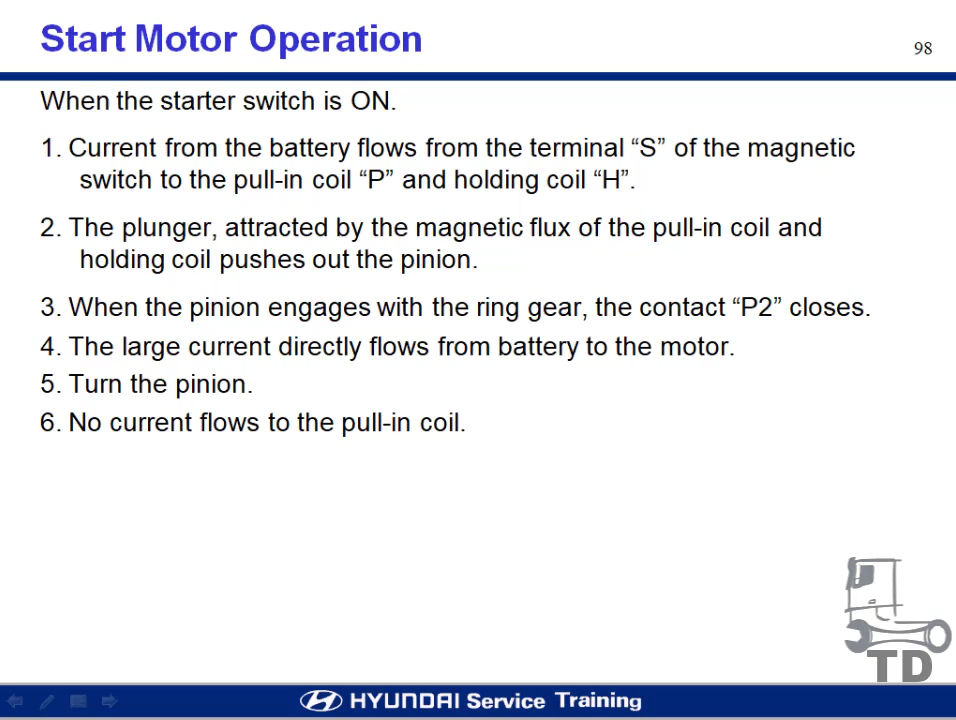 Start Motor Operation
98
When the starter switch is ON.
1. Current from the battery flows from the terminal “S” of the magnetic
switch to the pull-in coil “P” and holding coil “H”.
2. The plunger, attracted by the magnetic flux of the pull-in coil and
holding coil pushes out the pinion.
3. When the pinion engages with the ring gear, the contact “P2” closes.
4. The large current directly flows from battery to the motor.
5. Turn the pinion.
6. No current flows to the pull-in coil.
TD
HYUNDAI Service Training